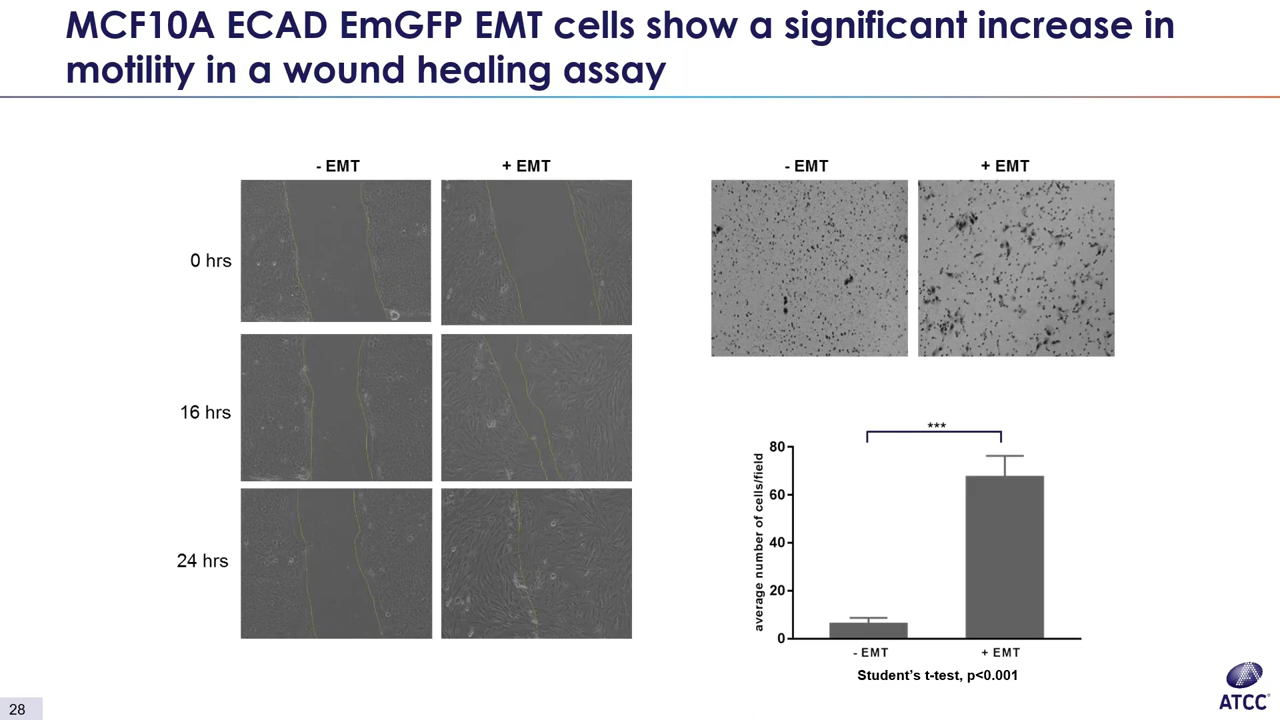 MCF10A ECAD EmGFP EMT cells show a significant increase in
motility in a wound healing assay
- EMT
+ EMT
0 hrs
16 hrs
24 hrs
- EMT
+ EMT
***
average number of cells/field
80
60
40
20
0
- EMT
+ EMT
Student’s t-test, p<0.001
28
ATCC®